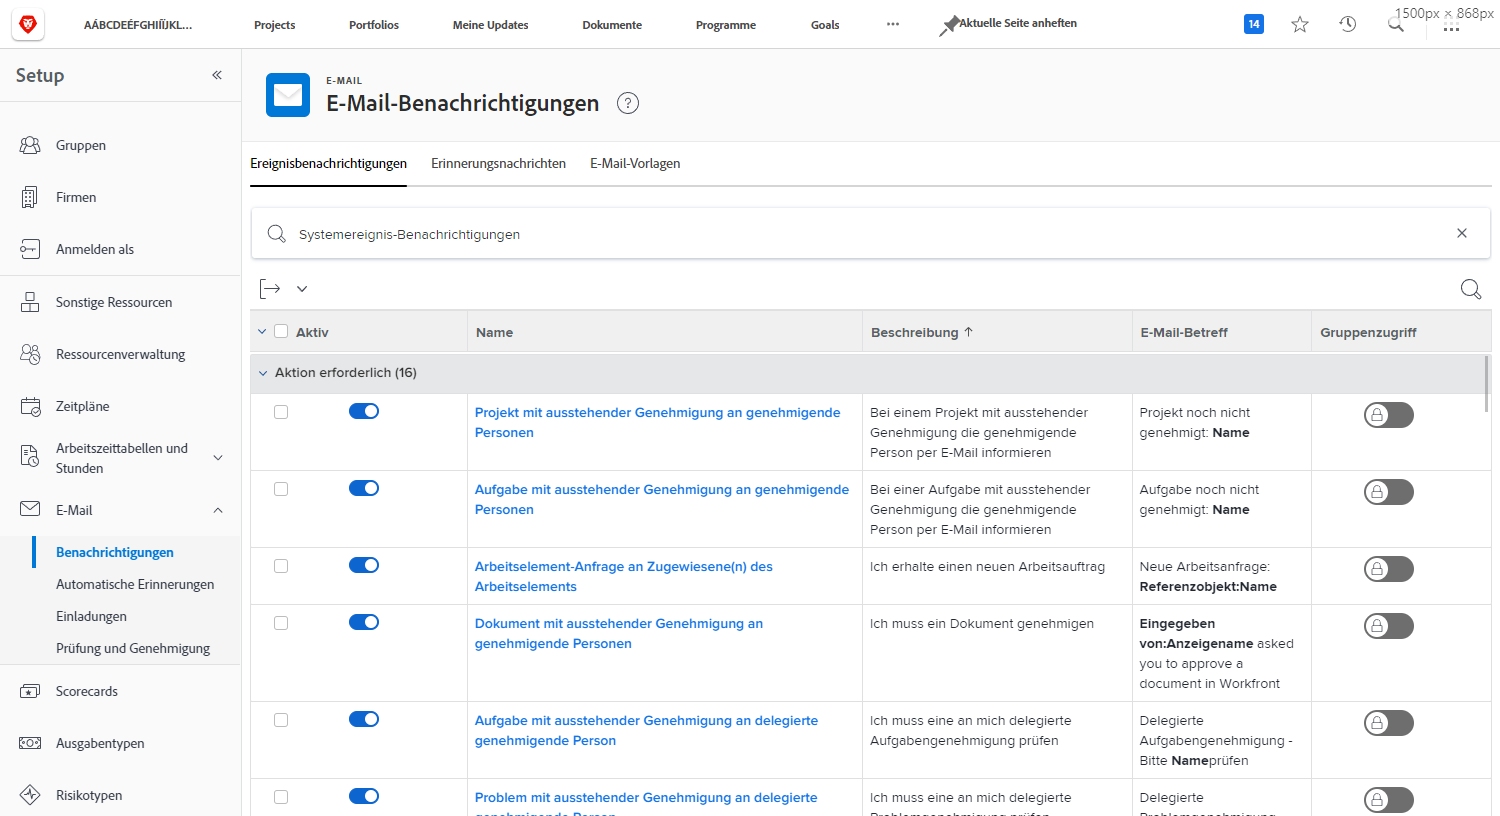 AÁBCDEÉFGHIÍÏJKL...
Projects
Portfolios
Meine Updates
Dokumente
Programme
Goals
Aktuelle Seite anheften
14
1500px × 868px
Setup
Gruppen
Firmen
Anmelden als
Sonstige Ressourcen
Ressourcenverwaltung
Zeitpläne
Arbeitszeittabellen und
Stunden
E-Mail
Benachrichtigungen
Automatische Erinnerungen
Einladungen
Prüfung und Genehmigung
Scorecards
Ausgabentypen
Risikotypen
E-MAIL
E-Mail-Benachrichtigungen
?
Ereignisbenachrichtigungen
Erinnerungsnachrichten
E-Mail-Vorlagen
Systemereignis-Benachrichtigungen
Aktiv
Name
Beschreibung
E-Mail-Betreff
Gruppenzugriff
Aktion erforderlich (16)
Projekt mit ausstehender Genehmigung an genehmigende
Personen
Bei einem Projekt mit ausstehender
Genehmigung die genehmigende
Person per E-Mail informieren
Projekt noch nicht
genehmigt: Name
Aufgabe mit ausstehender Genehmigung an genehmigende
Personen
Bei einer Aufgabe mit ausstehender
Genehmigung die genehmigende
Person per E-Mail informieren
Aufgabe noch nicht
genehmigt: Name
Arbeitselement-Anfrage an Zugewiesene(n) des
Arbeitselements
Ich erhalte einen neuen Arbeitsauftrag
Neue Arbeitsanfrage:
Referenzobjekt:Name
Dokument mit ausstehender Genehmigung an
genehmigende Personen
Ich muss ein Dokument genehmigen
Eingegeben
von:Anzeigename asked
you to approve a
document in Workfront
Aufgabe mit ausstehender Genehmigung an delegierte
genehmigende Person
Ich muss eine an mich delegierte
Aufgabengenehmigung prüfen
Delegierte
Aufgabengenehmigung -
Bitte Nameprüfen
Problem mit ausstehender Genehmigung an delegierte
genehmigende Person
Ich muss eine an mich delegierte
Problemgenehmigung prüfen
Delegierte
Problemgenehmigung -